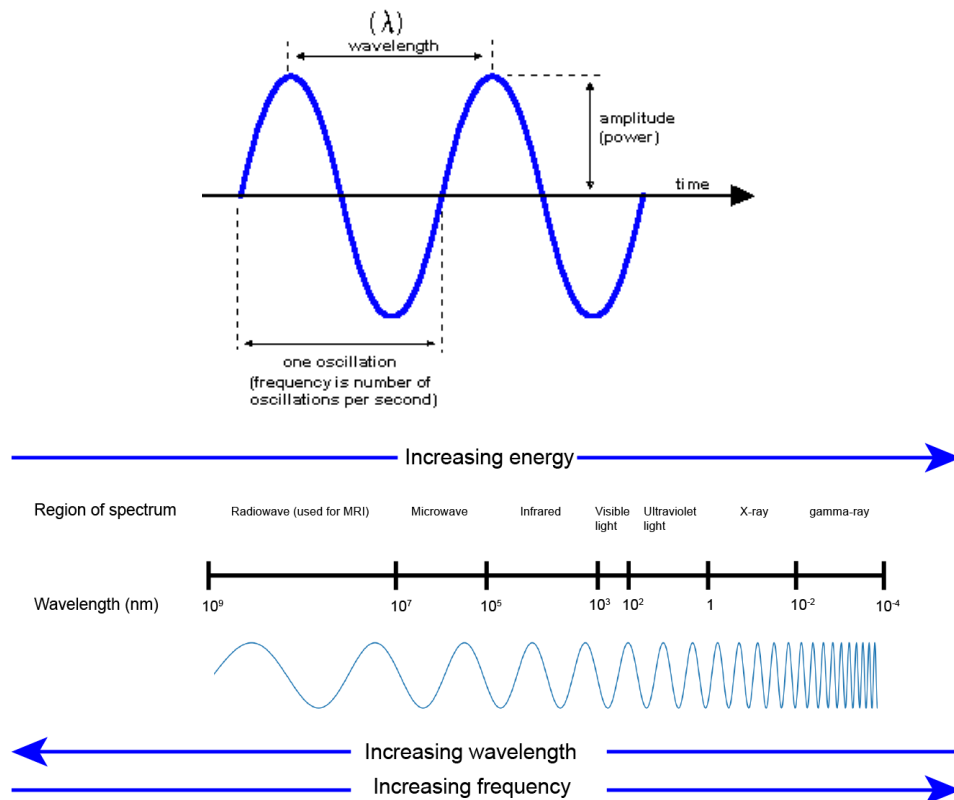 (λ)
wavelength
amplitude
(power)
time
one oscillation
(frequency is number of
oscillations per second)
Increasing energy
Region of spectrum
Radiowave (used for MRI)
Microwave
Infrared
Visible
light
Ultraviolet
light
X-ray
gamma-ray
Wavelength (nm)
10⁹
10⁷
10⁵
10³
10²
1
10⁻²
10⁻⁴
Increasing wavelength
Increasing frequency